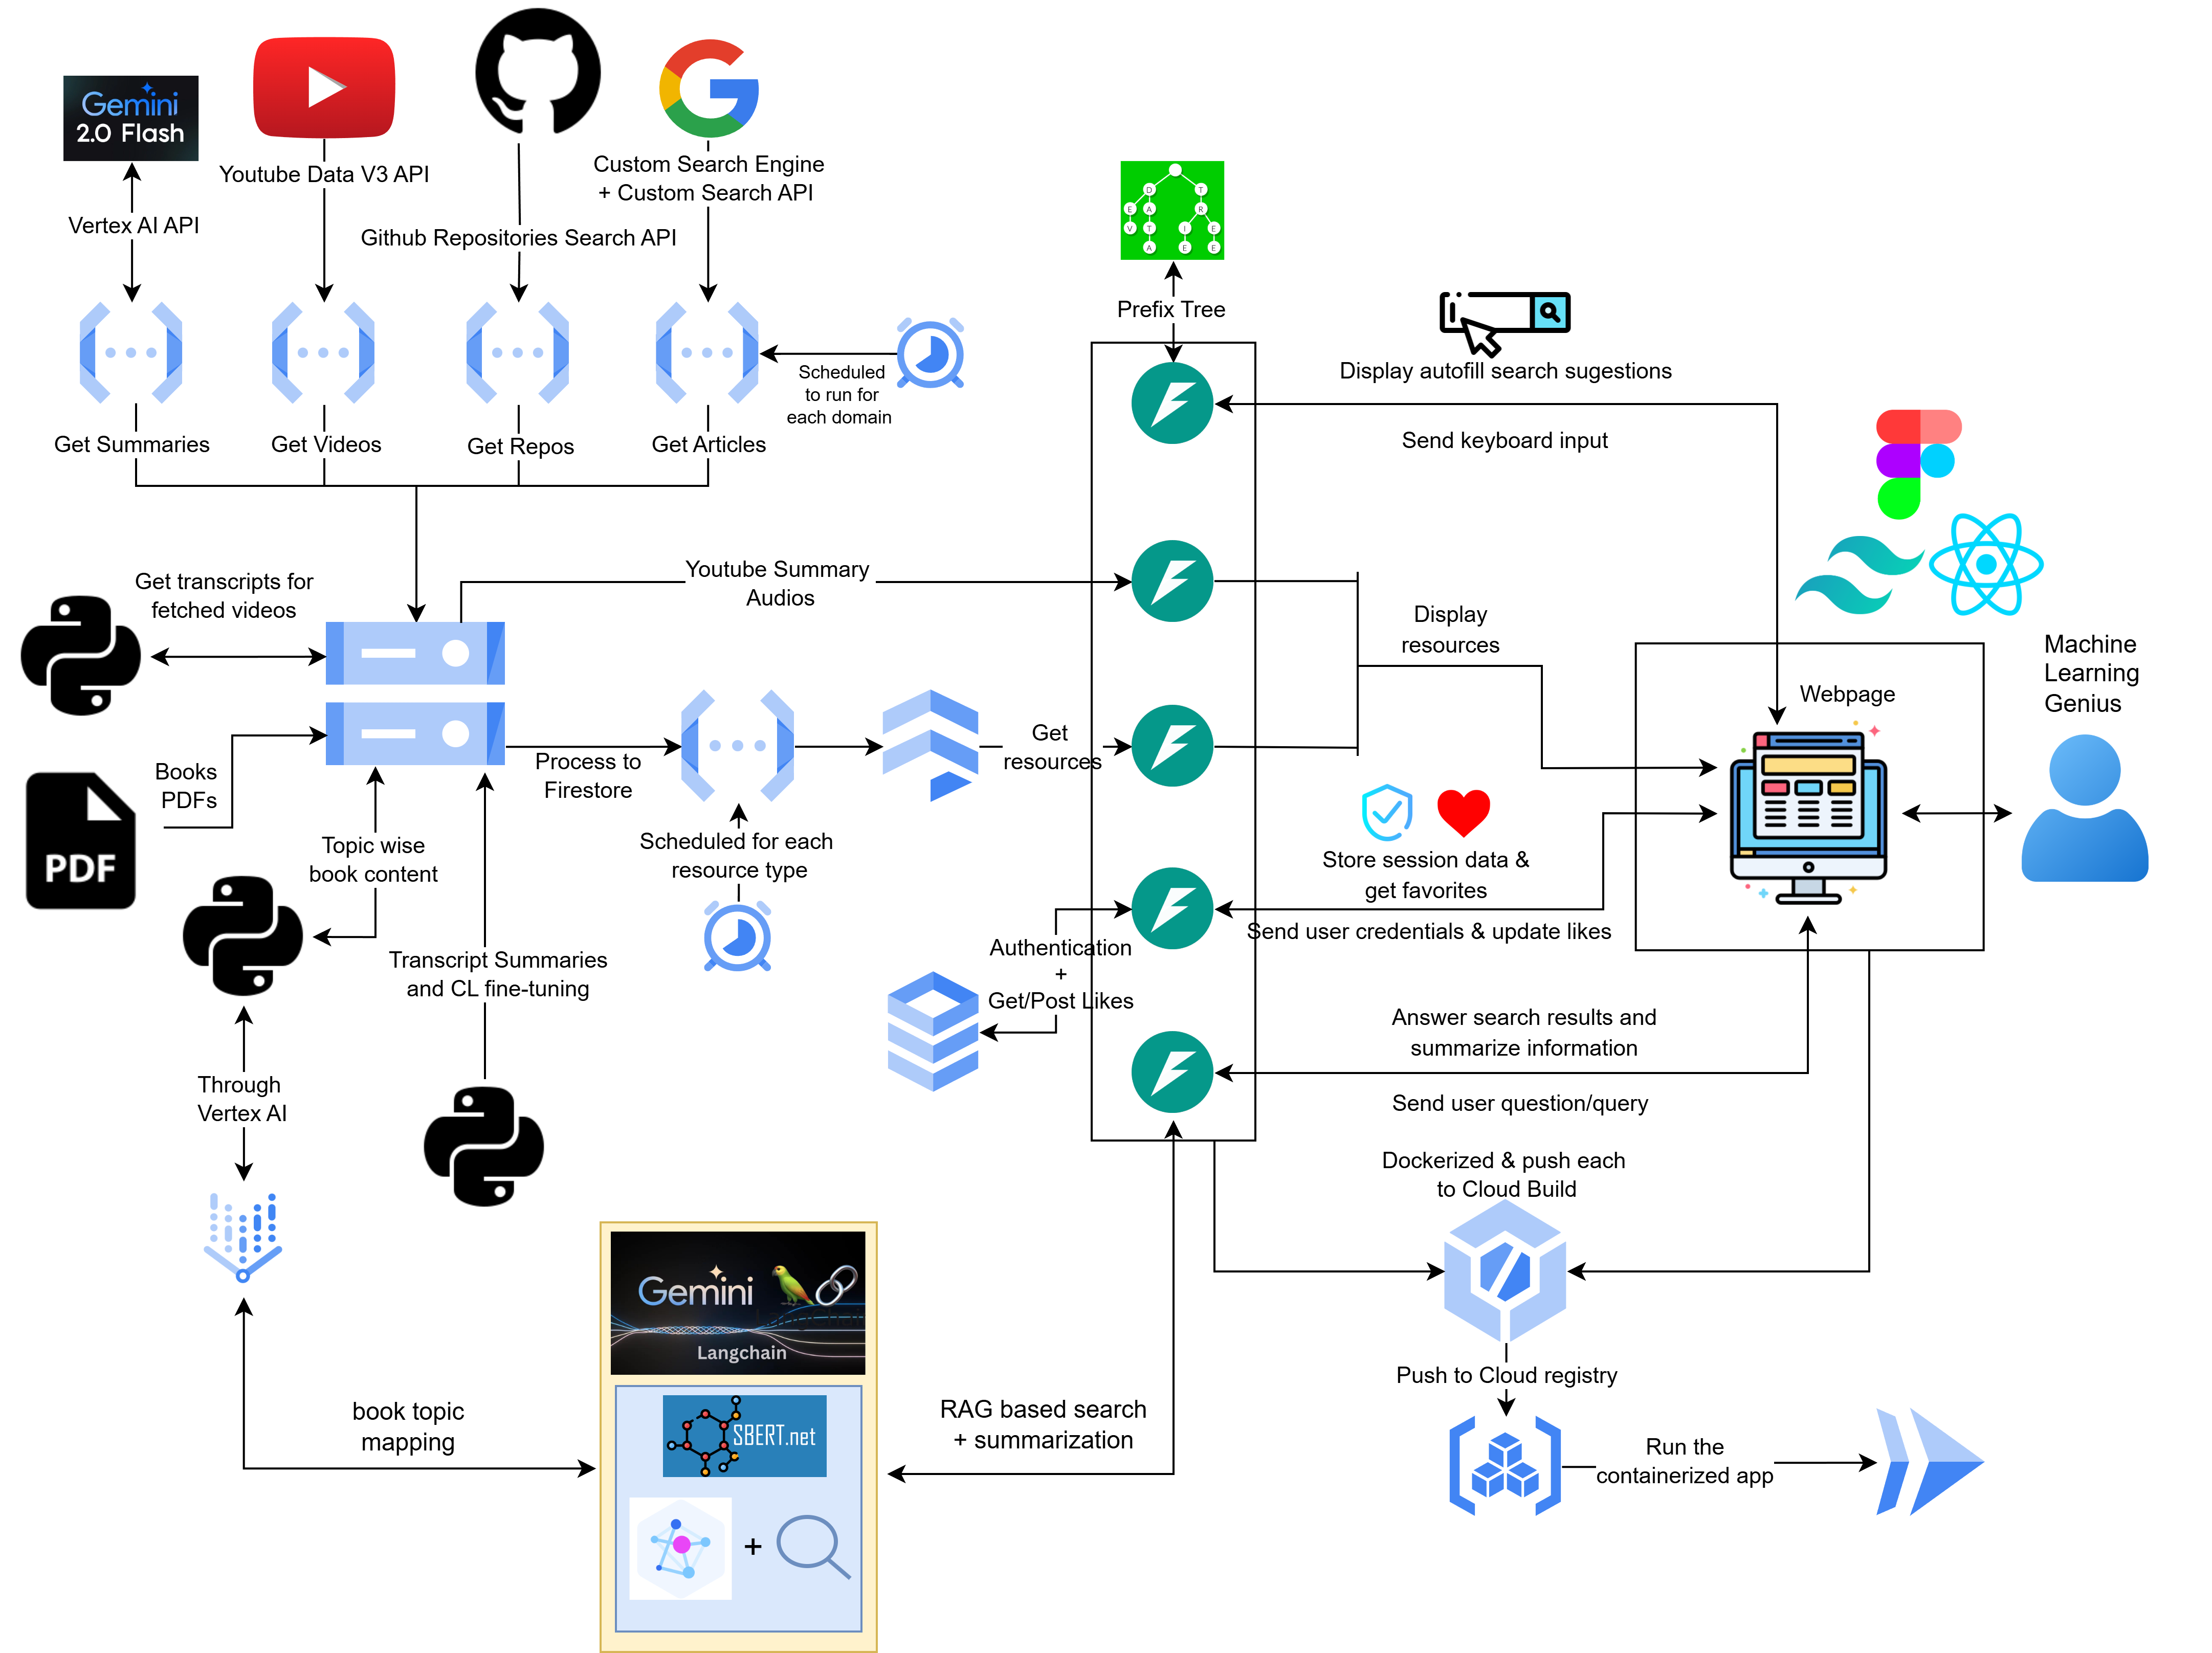 Gemini
2.0 Flash
Youtube Data V3 API
Custom Search Engine
+ Custom Search API
Vertex AI API
Github Repositories Search API
D
T
E
A
R
V
T
I
E
A
E
E
Prefix Tree
Scheduled
to run for
each domain
Display autofill search sugestions
Get Summaries
Get Videos
Get Repos
Get Articles
Send keyboard input
Get transcripts for
fetched videos
Youtube Summary
Audios
Display
resources
Machine
Learning
Genius
Webpage
Books
PDFs
PDF
Process to
Firestore
Get
resources
Topic wise
book content
Scheduled for each
resource type
Store session data &
get favorites
Send user credentials & update likes
Transcript Summaries
and CL fine-tuning
Authentication
+
Get/Post Likes
Answer search results and
summarize information
Through
Vertex AI
Send user question/query
Dockerized & push each
to Cloud Build
Gemini
Langchain
Push to Cloud registry
book topic
mapping
SBERT.net
RAG based search
+ summarization
Run the
containerized app
+